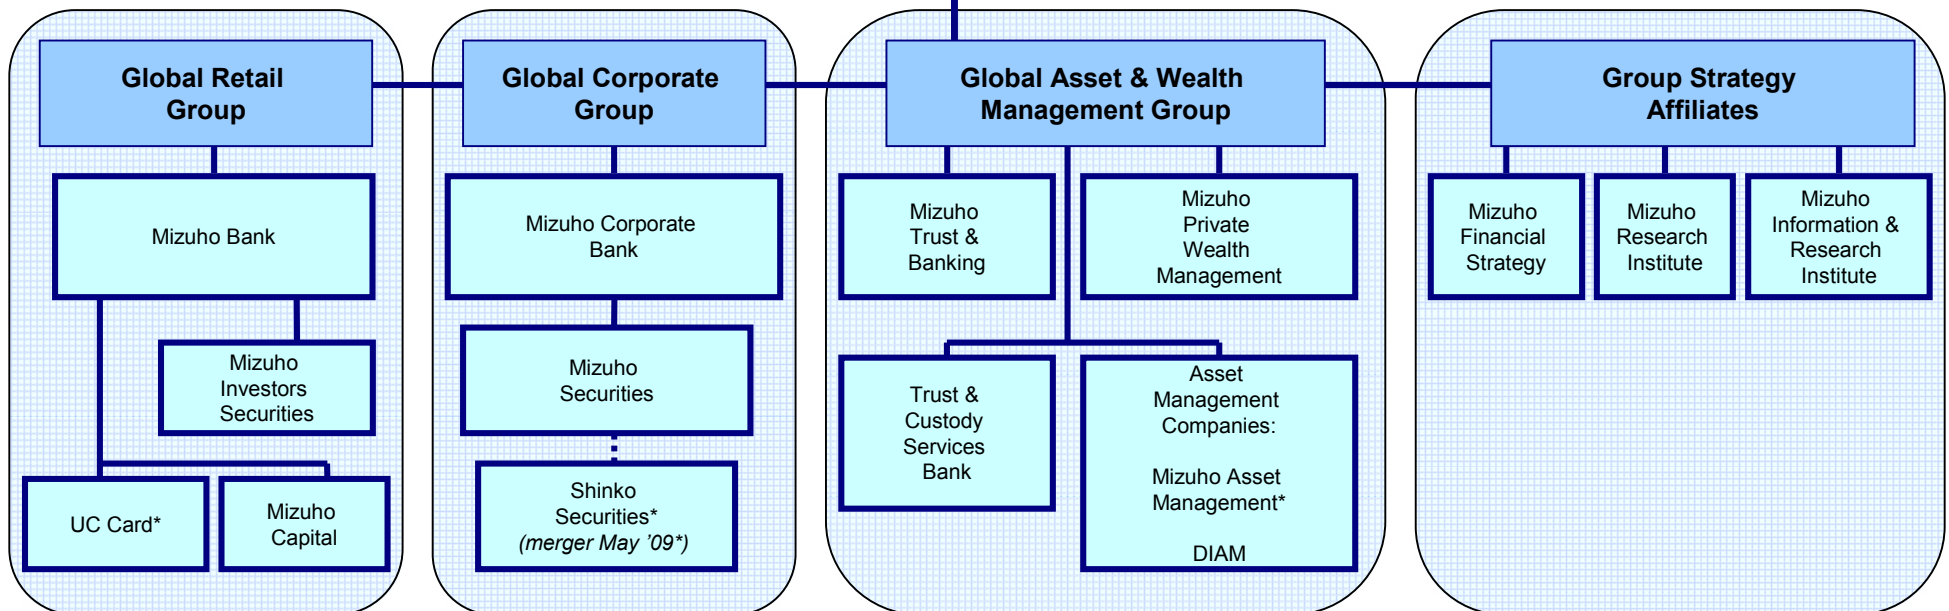 Global Retail
Group
Mizuho Bank
Mizuho
Investors
Securities
UC Card*
Mizuho
Capital
Global Corporate
Group
Mizuho Corporate
Bank
Mizuho
Securities
Shinko
Securities*
(merger May ’09*)
Global Asset & Wealth
Management Group
Mizuho
Trust &
Banking
Mizuho
Private
Wealth
Management
Trust &
Custody
Services
Bank
Asset
Management
Companies:
Mizuho Asset
Management*
DIAM
Group Strategy
Affiliates
Mizuho
Financial
Strategy
Mizuho
Research
Institute
Mizuho
Information &
Research
Institute